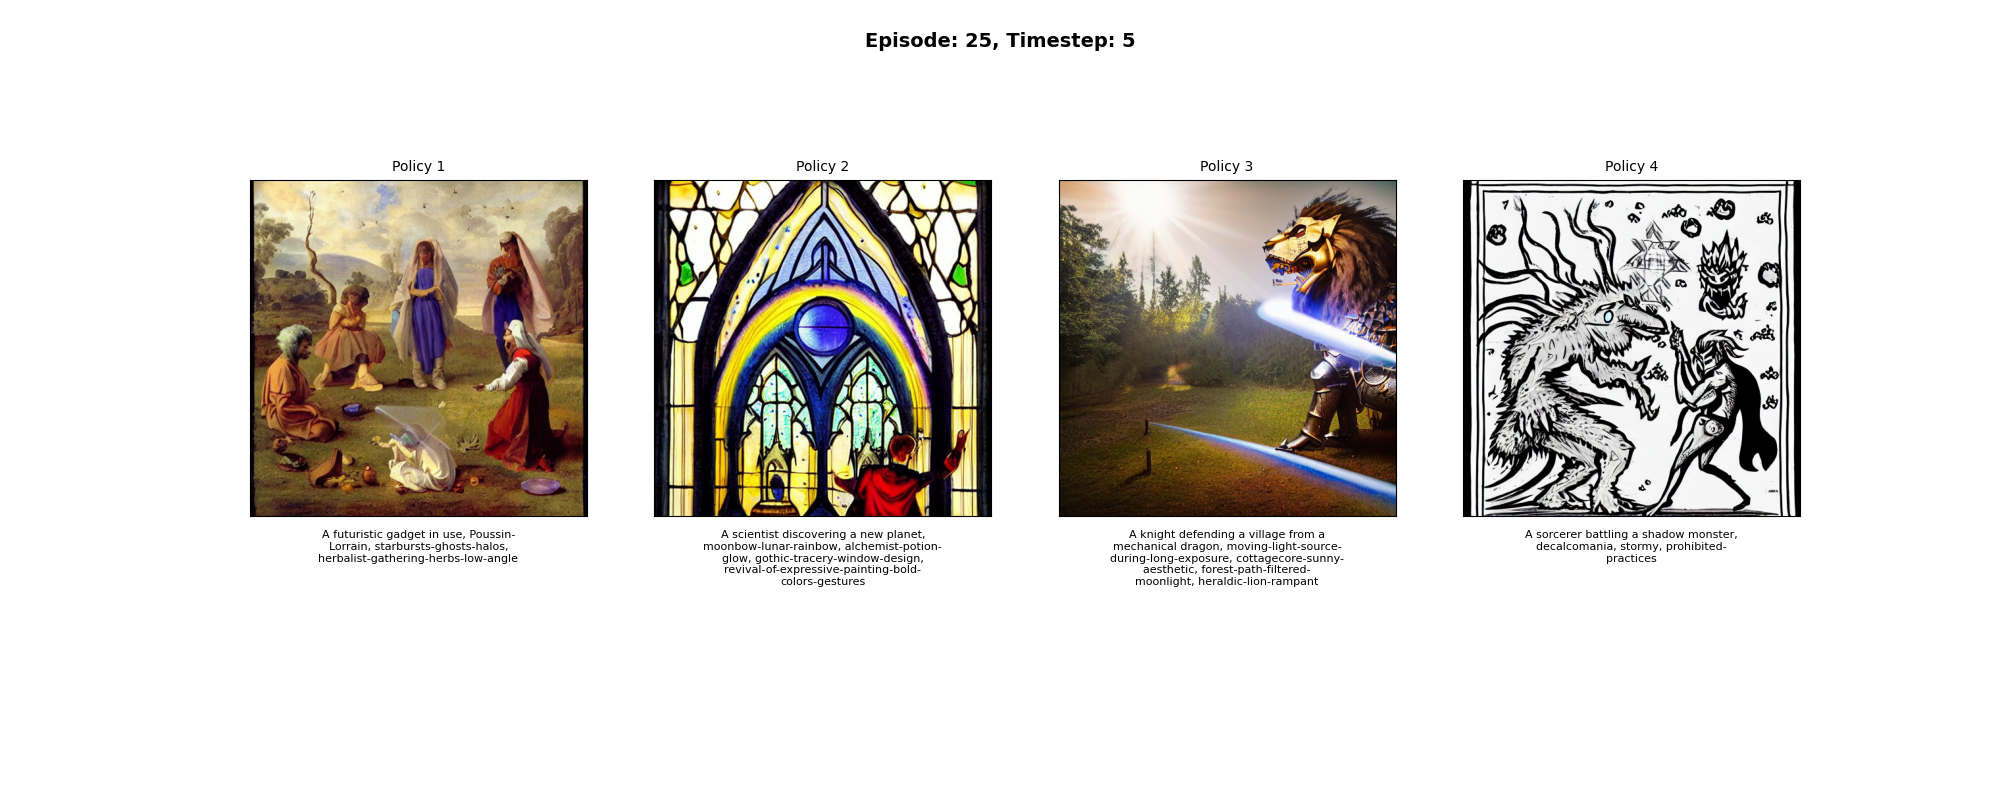 Episode: 25, Timestep: 5
Policy 1
A futuristic gadget in use, Poussin-
Lorrain, starbursts-ghosts-halos,
herbalist-gathering-herbs-low-angle
Policy 2
A scientist discovering a new planet,
moonbow-lunar-rainbow, alchemist-potion-
glow, gothic-tracery-window-design,
revival-of-expressive-painting-bold-
colors-gestures
Policy 3
A knight defending a village from a
mechanical dragon, moving-light-source-
during-long-exposure, cottagecore-sunny-
aesthetic, forest-path-filtered-
moonlight, heraldic-lion-rampant
Policy 4
A sorcerer battling a shadow monster,
decalcomania, stormy, prohibited-
practices